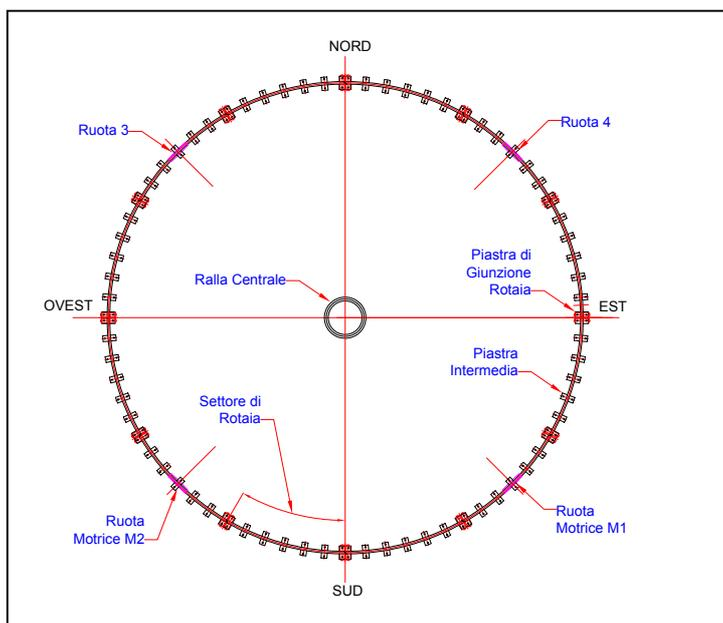 NORD
Ruota 3
Ruota 4
Piastra di
Giunzione
Rotaia
Ralla Centrale
OVEST
EST
Piastra
Intermedia
Settore di
Rotaia
Ruota
Motrice M2
Ruota
Motrice M1
SUD